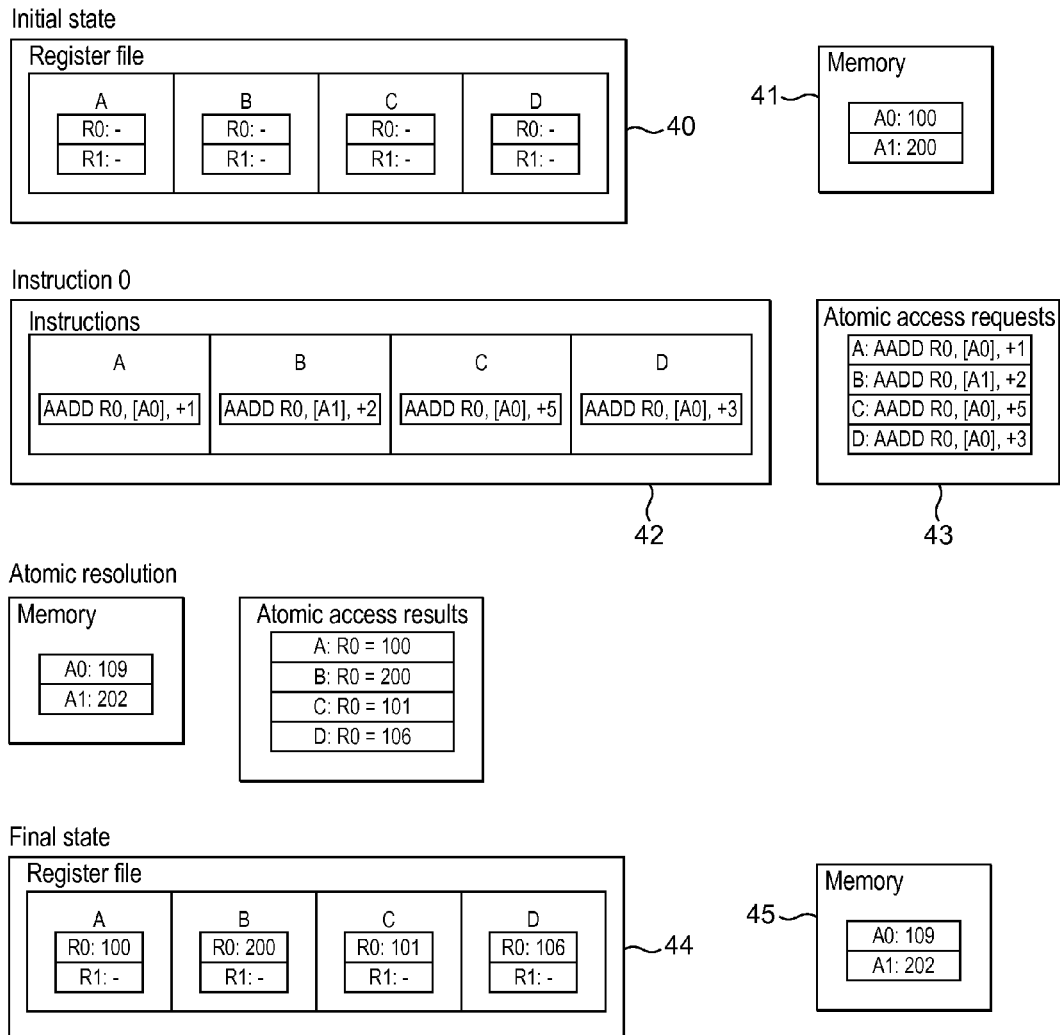 Initial state
Register file
A B C D
R0: - R0: - R0: - R0: -
R1: - R1: - R1: - R1: -
40
Memory
41
A0: 100
A1: 200
Instruction 0
Instructions
A B C D
AADD R0, [A0], +1 AADD R0, [A1], +2 AADD R0, [A0], +5 AADD R0, [A0], +3
42
Atomic access requests
A: AADD R0, [A0], +1
B: AADD R0, [A1], +2
C: AADD R0, [A0], +5
D: AADD R0, [A0], +3
43
Atomic resolution
Memory
A0: 109
A1: 202
Atomic access results
A: R0 = 100
B: R0 = 200
C: R0 = 101
D: R0 = 106
Final state
Register file
A B C D
R0: 100 R0: 200 R0: 101 R0: 106
R1: - R1: - R1: - R1: -
44
Memory
45
A0: 109
A1: 202